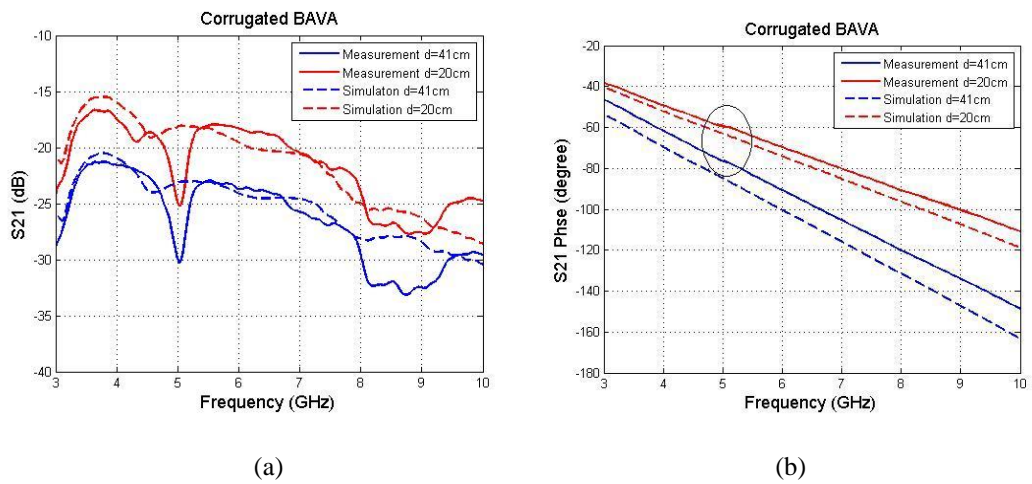 Corrugated BAVA
-10
-15
-20
-25
-30
-35
-40
S21 (dB)
Measurement d=41cm
Measurement d=20cm
Simulaton d=41cm
Simulation d=20cm
3 4 5 6 7 8 9 10
Frequency (GHz)
(a)
Corrugated BAVA
-20
-40
-60
-80
-100
-120
-140
-160
-180
S21 Phse (degree)
Measurement d=41cm
Measurement d=20cm
Simulation d=41cm
Simulation d=20cm
3 4 5 6 7 8 9 10
Frequency (GHz)
(b)